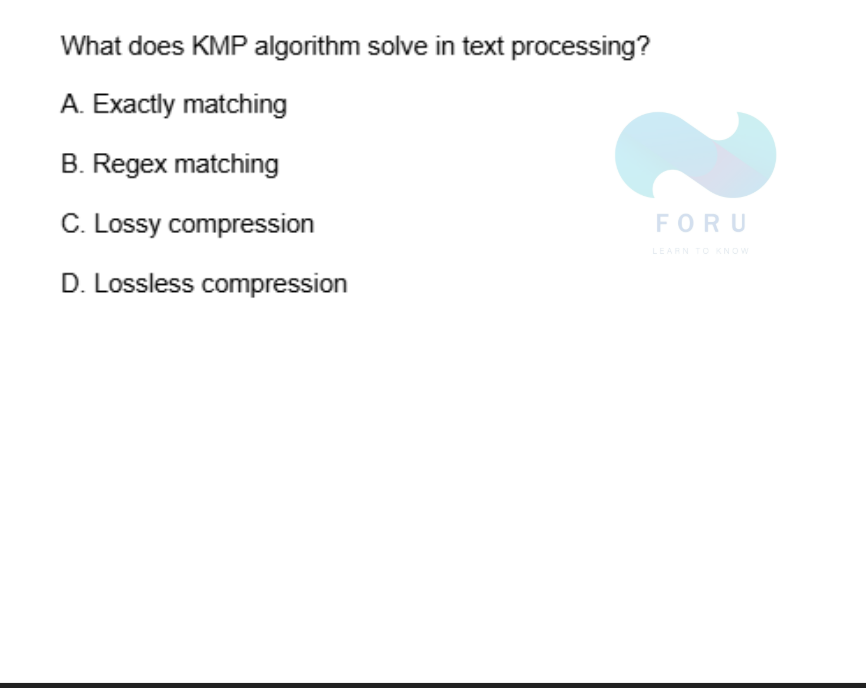 What does KMP algorithm solve in text processing?
A. Exactly matching
B. Regex matching
FORU
LEARN TO KNOW
C. Lossy compression
D. Lossless compression